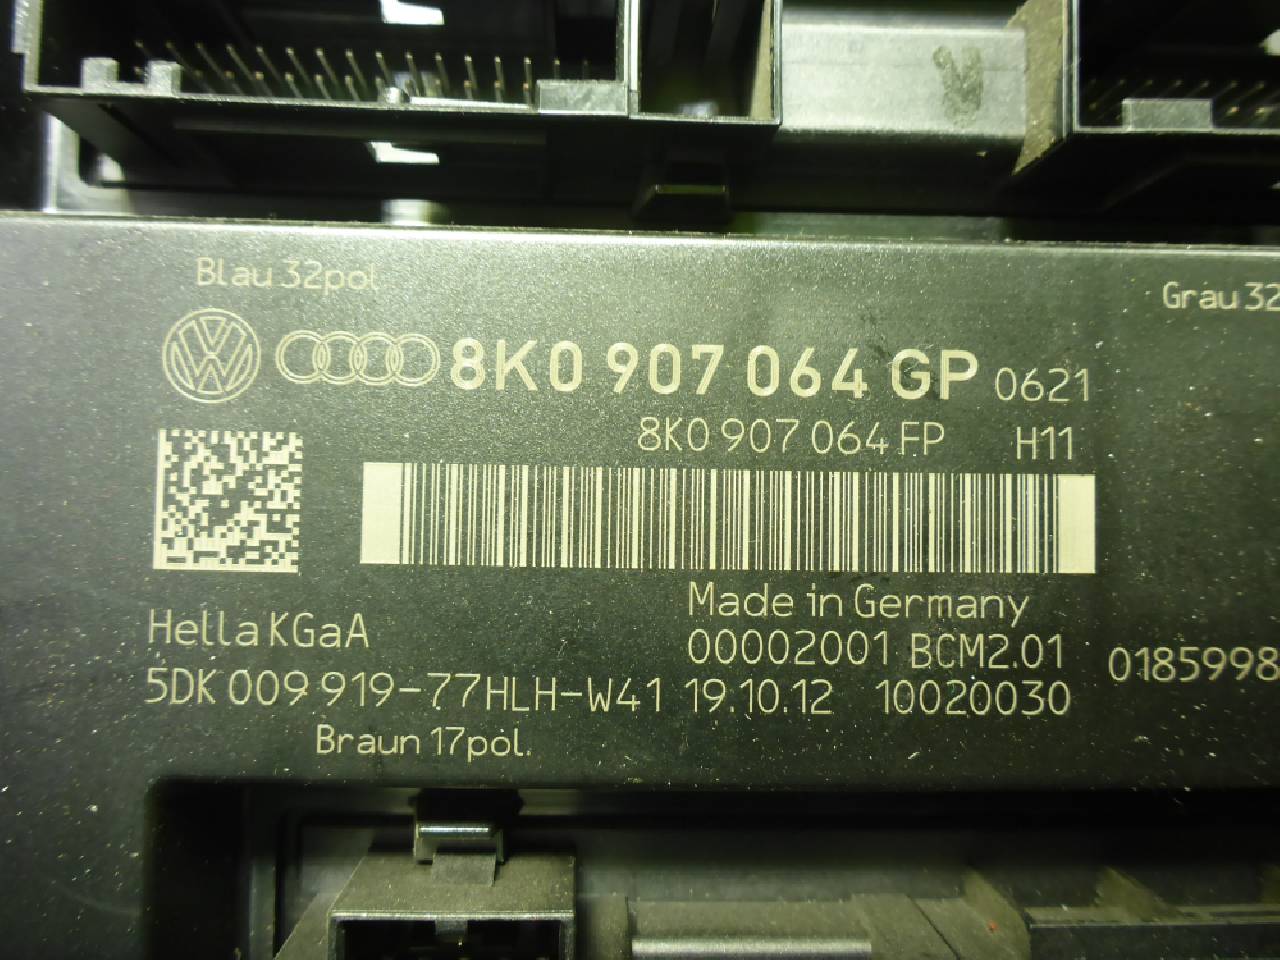 Blau 32pol
Grau 32
8K0 907 064 GP 0621
8K0 907 064 FP H11
Made in Germany
Hella KGaA
00002001 BCM2.01
0185998
5DK 009 919-77HLH-W41 19.10.12 10020030
Braun 17pol.